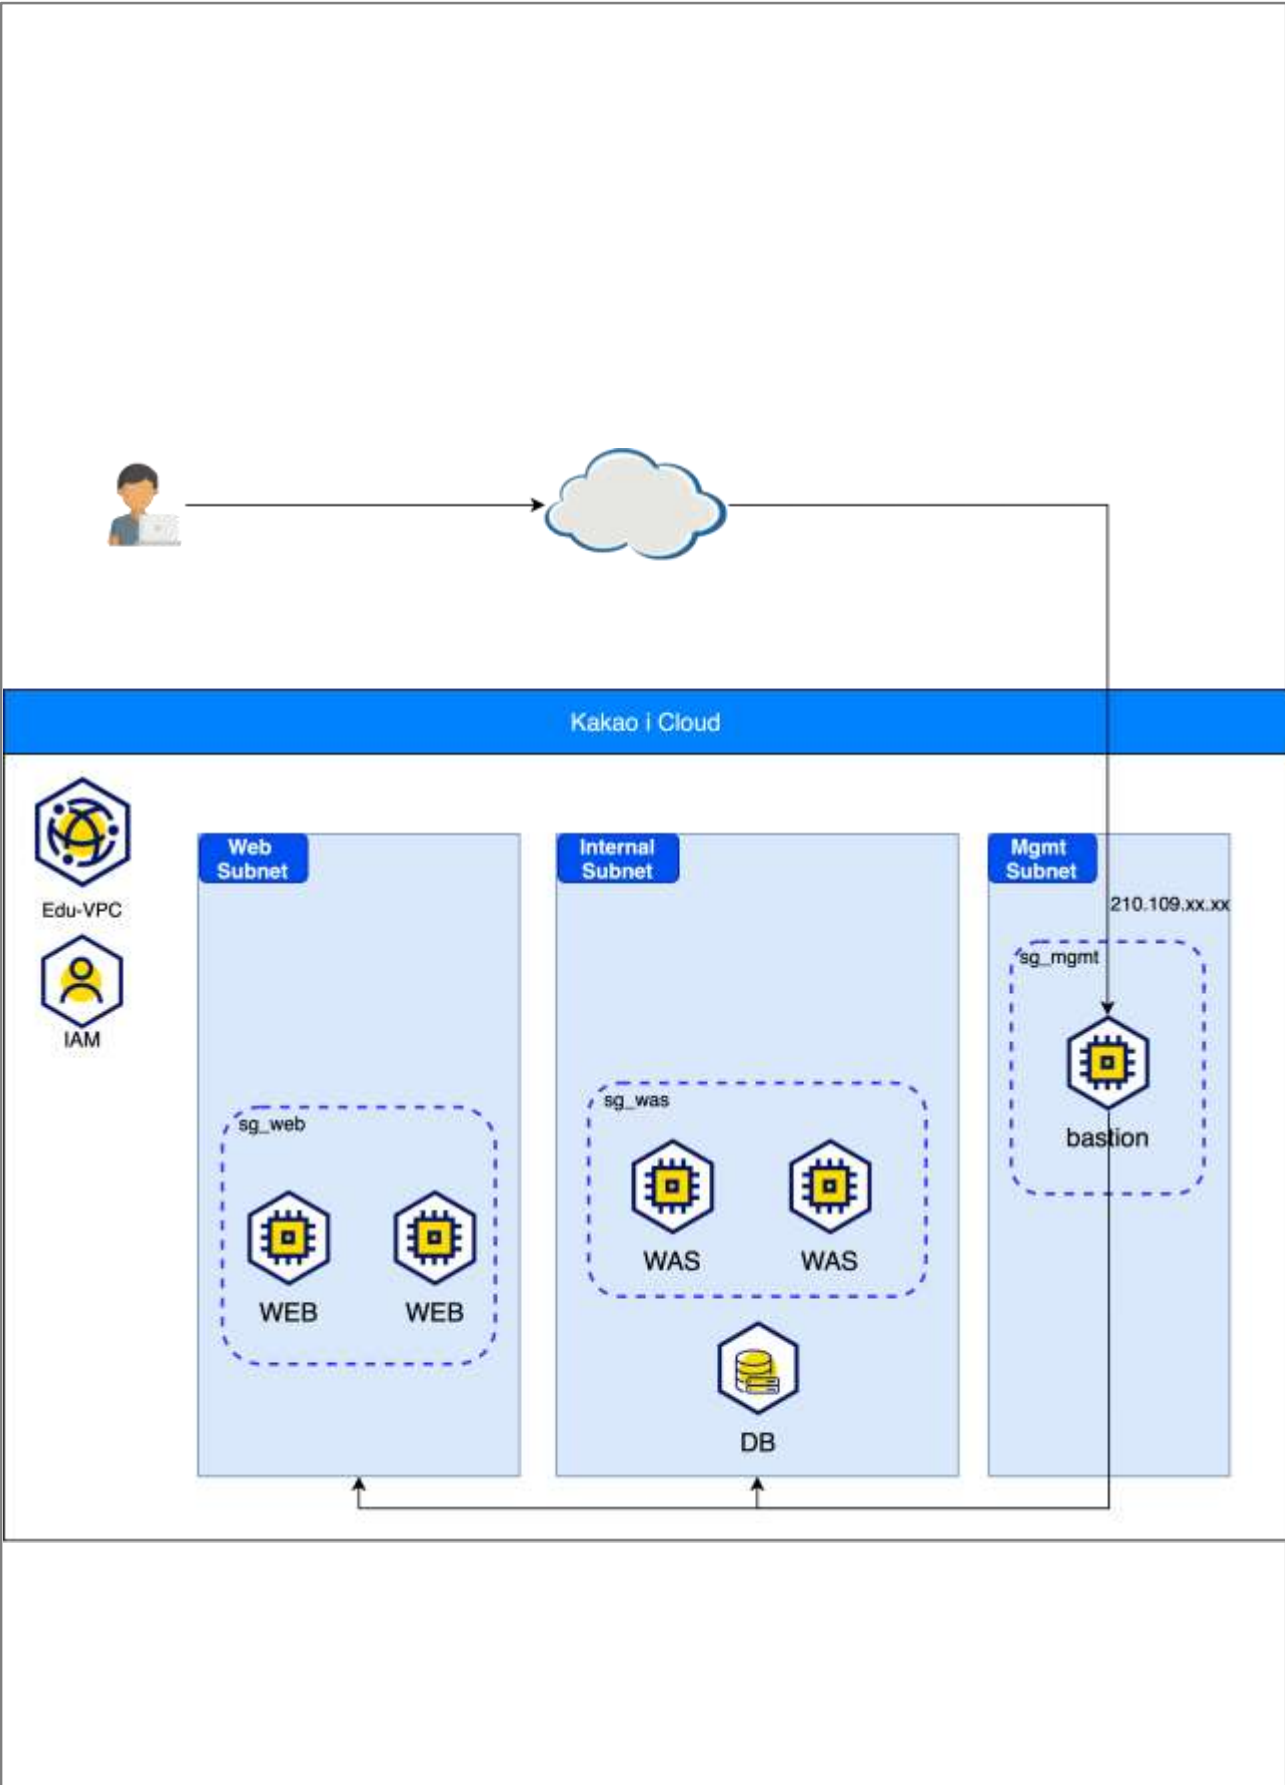 Kakao i Cloud
Edu-VPC
IAM
Web
Subnet
sg_web
WEB
WEB
Internal
Subnet
sg_was
WAS
WAS
DB
Mgmt
Subnet
210.109.xx.xx
sg_mgmt
bastion